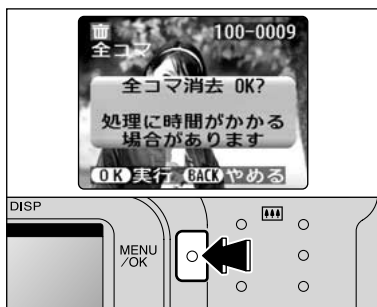 100-0009
全コマ
全コマ消去 OK?
処理に時間がかかる
場合があります
OK 実行 BACK やめる
DISP
MENU
/OK